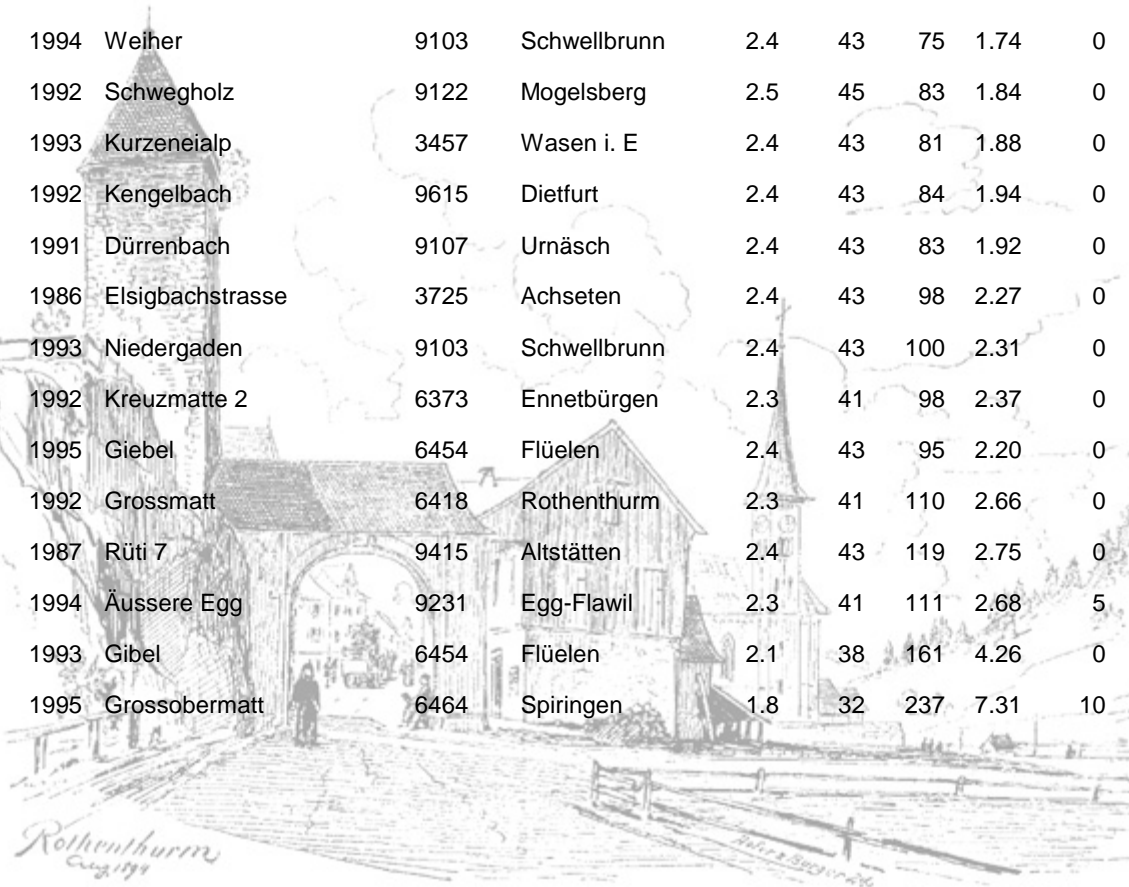 1994 Weiher 9103 Schwellbrunn 2.4 43 75 1.74 0
1992 Schwegholz 9122 Mogelsberg 2.5 45 83 1.84 0
1993 Kurzeneialp 3457 Wasen i. E 2.4 43 81 1.88 0
1992 Kengelbach 9615 Dietfurt 2.4 43 84 1.94 0
1991 Dürrenbach 9107 Urnäsch 2.4 43 83 1.92 0
1986 Elsigbachstrasse 3725 Achseten 2.4 43 98 2.27 0
1993 Niedergaden 9103 Schwellbrunn 2.4 43 100 2.31 0
1992 Kreuzmatte 2 6373 Ennetbürgen 2.3 41 98 2.37 0
1995 Giebel 6454 Flüelen 2.4 43 95 2.20 0
1992 Grossmatt 6418 Rothenthurm 2.3 41 110 2.66 0
1987 Rüti 7 9415 Altstätten 2.4 43 119 2.75 0
1994 Äussere Egg 9231 Egg-Flawil 2.3 41 111 2.68 5
1993 Gibel 6454 Flüelen 2.1 38 161 4.26 0
1995 Grossobermatt 6464 Spiringen 1.8 32 237 7.31 10
Rothenthurm
Aug. 1894